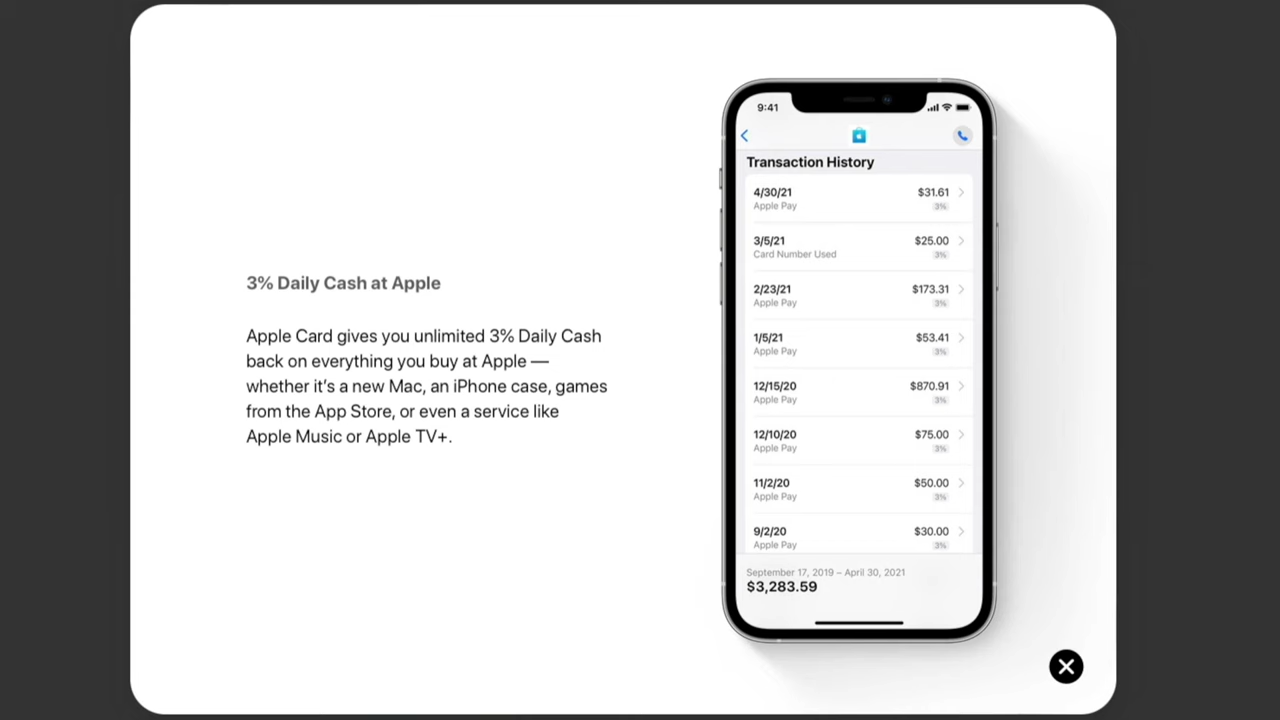 3% Daily Cash at Apple
Apple Card gives you unlimited 3% Daily Cash
back on everything you buy at Apple —
whether it’s a new Mac, an iPhone case, games
from the App Store, or even a service like
Apple Music or Apple TV+.
9:41
Transaction History
4/30/21 $31.61
Apple Pay 3%
3/5/21 $25.00
Card Number Used 3%
2/23/21 $173.31
Apple Pay 3%
1/5/21 $53.41
Apple Pay 3%
12/15/20 $870.91
Apple Pay 3%
12/10/20 $75.00
Apple Pay 3%
11/2/20 $50.00
Apple Pay 3%
9/2/20 $30.00
Apple Pay 3%
September 17, 2019 – April 30, 2021
$3,283.59